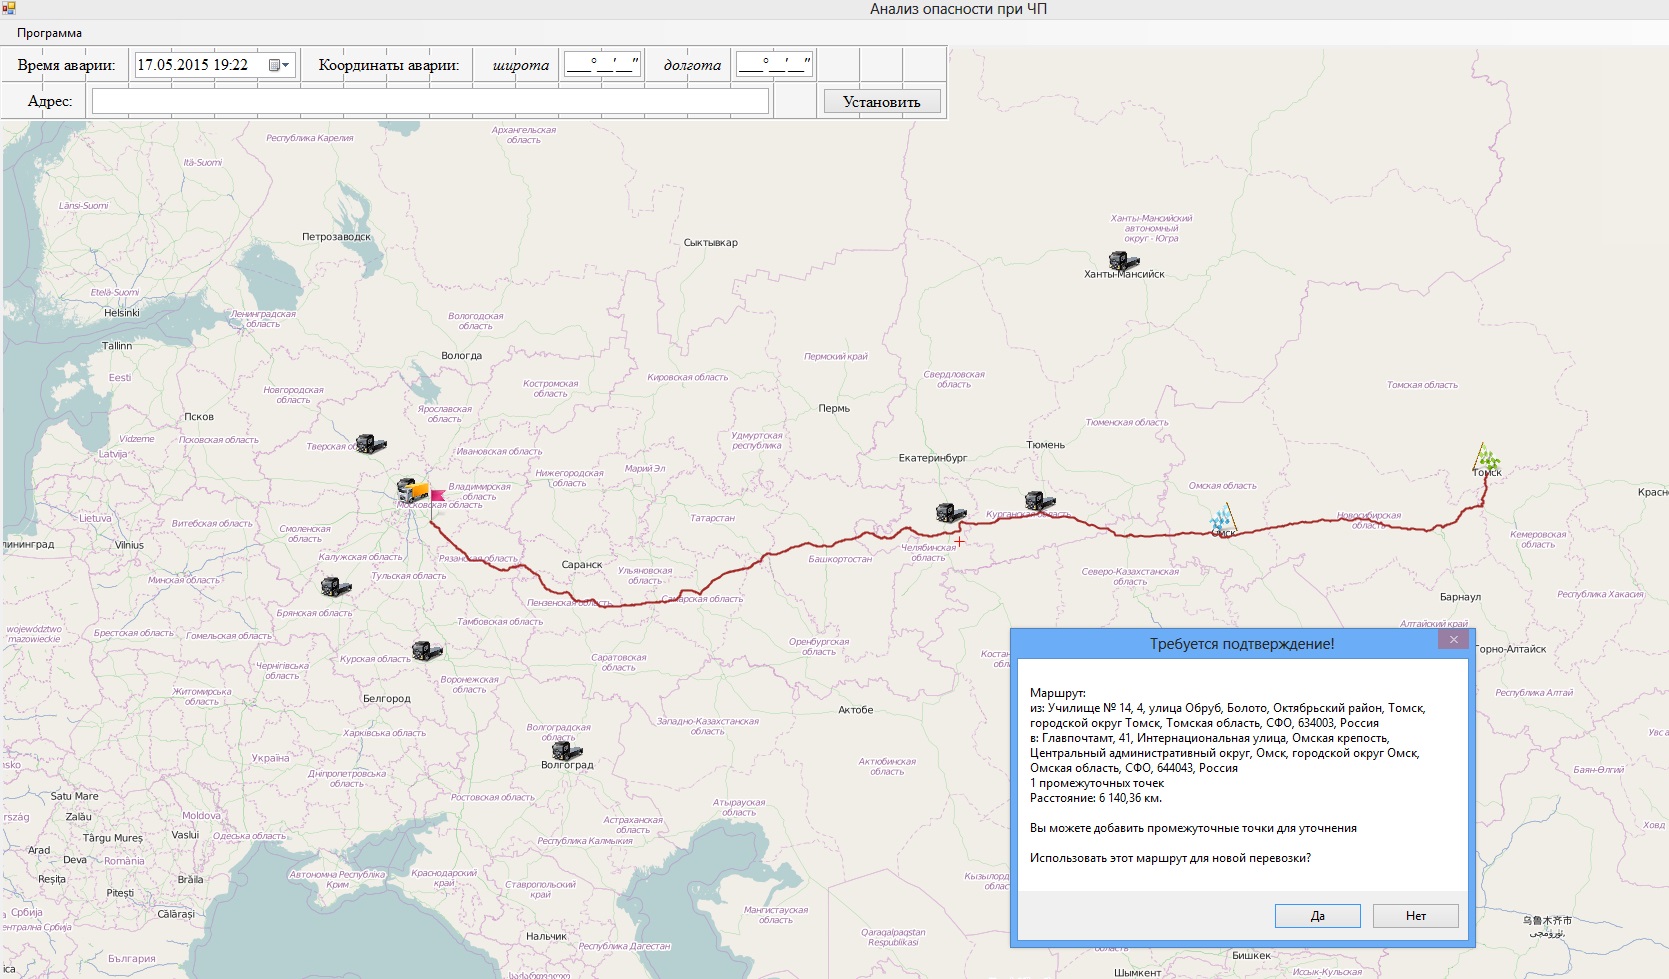 Анализ опасности при ЧП
Программа
Время аварии:
17.05.2015 19:22
Координаты аварии:
широта
___°__'__"
долгота
___°__'__"
Адрес:
Установить
Архангельская
область
Республика Карелия
Itä-Suomi
Länsi-Suomi
Ханты-Мансийский
автономный
округ - Югра
Петрозаводск
Сыктывкар
Ханты-Мансийск
Etelä-Suomi
Helsinki
Ленинградская
область
Вологодская
область
Tallinn
Вологда
Пермский край
Eesti
Свердловская
область
Кировская область
Костромская
область
Томская область
Новгородская
область
Ярославская
область
Пермь
Псков
Тюменская область
Vidzeme
Псковская область
Удмуртская
республика
Тверская область
Тюмень
Latvija
Ивановская область
Екатеринбург
Марий Эл
Нижегородская
область
Томск
Владимирская
область
Омская область
Красно
Московская область
Lietuva
Витебская область
Татарстан
Курганская область
Новосибирская
область
Смоленская
область
Омск
Кемеровская
область
лининград
Vilnius
Калужская область
Рязанская область
Челябинская
область
Башкортостан
Саранск
Ульяновская
область
Минская область
Тульская область
Северо-Казахстанская
область
Брянская область
Пензенская область
Самарская область
Барнаул
Республика Хакасия
Тамбовская область
Алтайский край
województwo
mazowieckie
Брестская область
Гомельская область
Оренбургская
область
Горно-Алтайск
Курская область
Саратовская
область
Костан
область
Чернігівська
область
Воронежская
область
Житомирська
область
Белгород
Республика Алтай
Актобе
Западно-Казахстанская
область
Харківська область
Волгоградская
область
Україна
Волгоград
Актюбинская
область
Баян-Өлгий
Дніпропетровська
область
Satu Mare
Ростовская область
Атырауская
область
Zalău
Moldova
Астраханская
область
Târgu Mureș
Vaslui
Одеська область
Республика Калмыкия
Arad
Deva
România
Reșița
Brăila
Автономна Республіка
Крим
Краснодарский
край
Кызылор
облас
Pitești
Ставропольский
край
Мангистауская
область
Србија
Călărași
Нальчик
Qaraqalpaqstan
Respublikasi
Республика Дагестан
България
乌鲁木齐市
Бишкек
Шымкент
Иссык-Кульская
Ховд
Требуется подтверждение!
Маршрут:
из: Училище № 14, 4, улица Обруб, Болото, Октябрьский район, Томск,
городской округ Томск, Томская область, СФО, 634003, Россия
в: Главпочтамт, 41, Интернациональная улица, Омская крепость,
Центральный административный округ, Омск, городской округ Омск,
Омская область, СФО, 644043, Россия
1 промежуточных точек
Расстояние: 6 140,36 км.
Вы можете добавить промежуточные точки для уточнения
Использовать этот маршрут для новой перевозки?
Да
Нет